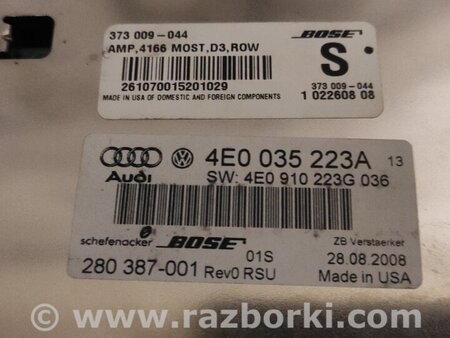 373 009-044
BOSE
AMP,4166 MOST,D3,ROW
S
261070015201029
373 009-044
MADE IN USA OF DOMESTIC AND FOREIGN COMPONENTS
1 022608 08
Audi
4E0 035 223A 13
SW: 4E0 910 223G 036
schefenacker
BOSE
01S
ZB Verstaerker
280 387-001 Rev0 RSU
28.08.2008
Made in USA
© www.razborki.com